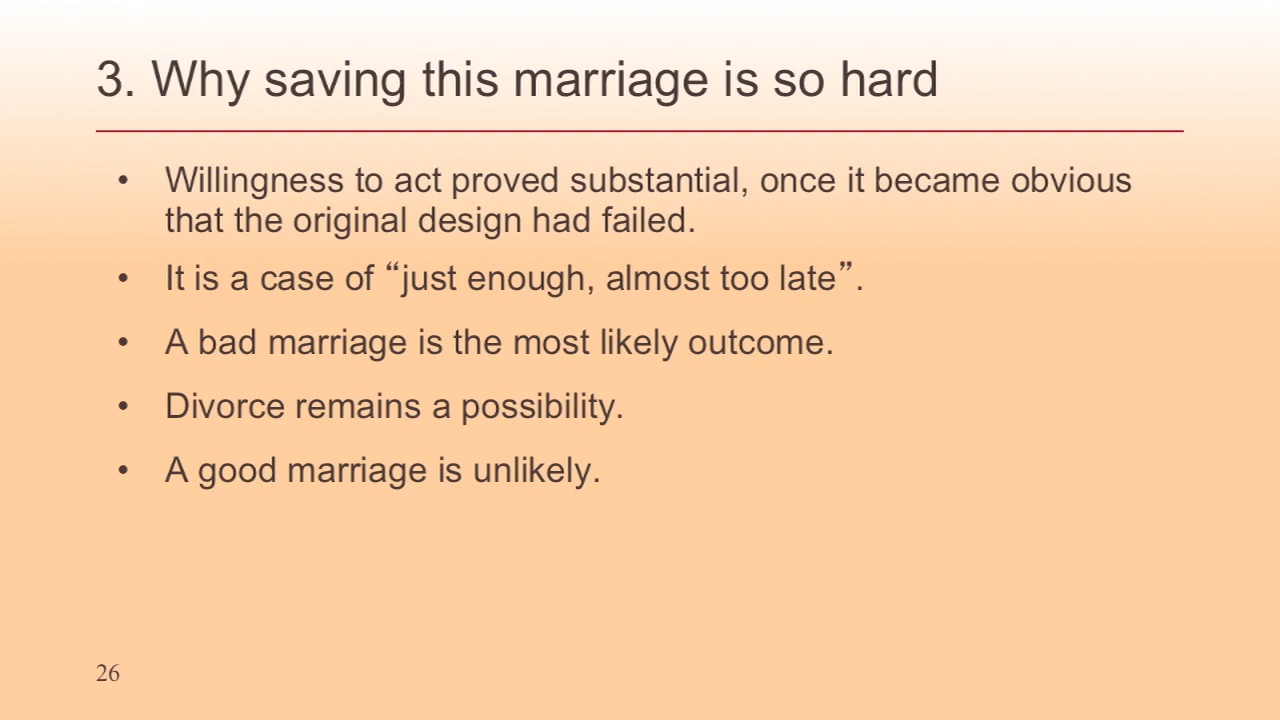 3. Why saving this marriage is so hard
• Willingness to act proved substantial, once it became obvious
that the original design had failed.
• It is a case of “just enough, almost too late”.
• A bad marriage is the most likely outcome.
• Divorce remains a possibility.
• A good marriage is unlikely.
26